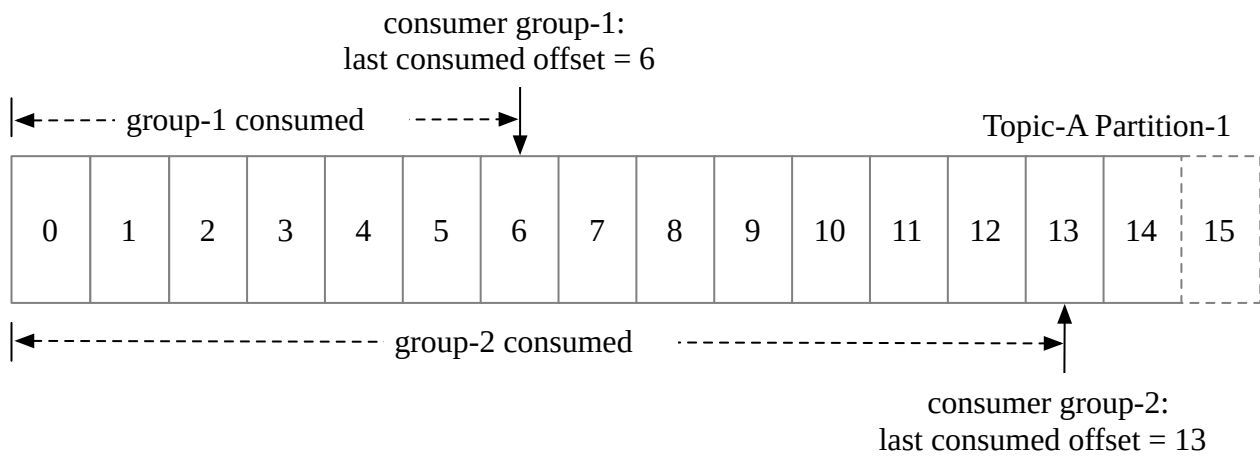 consumer group-1:
last consumed offset = 6
group-1 consumed
Topic-A Partition-1
0 1 2 3 4 5 6 7 8 9 10 11 12 13 14 15
group-2 consumed
consumer group-2:
last consumed offset = 13